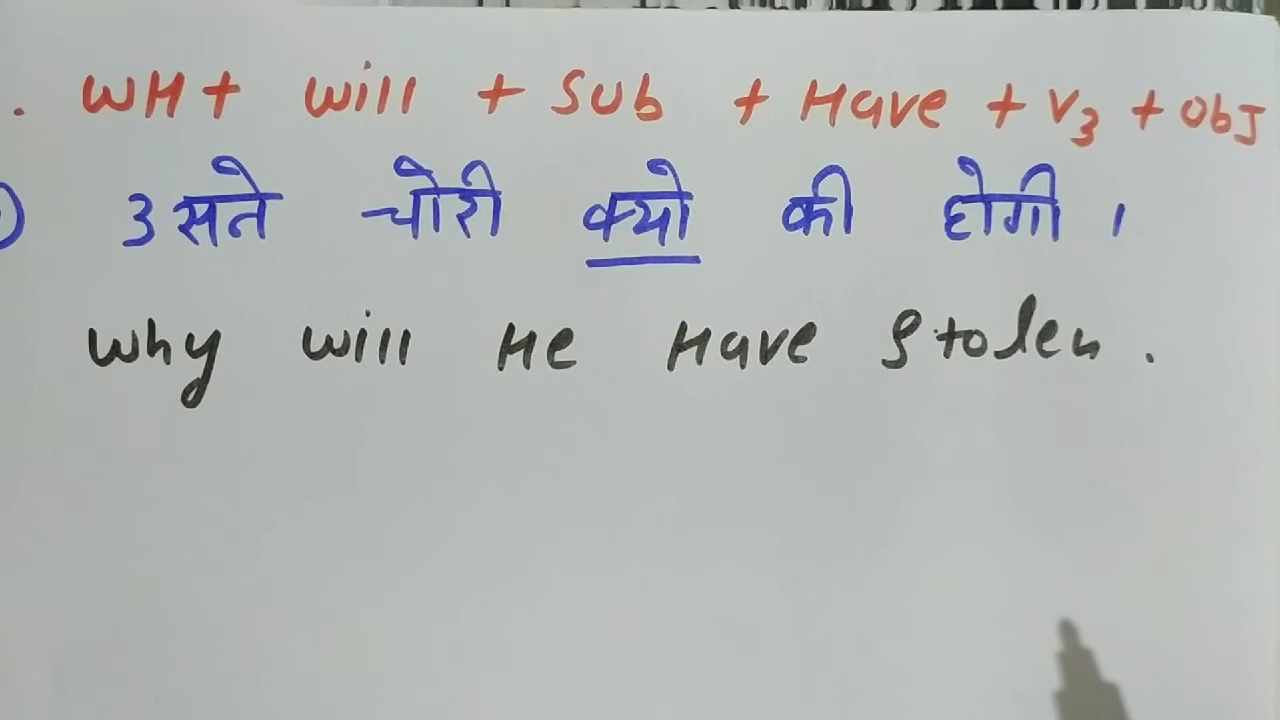 . WH+ will + Sub + Have + V3 + Obj
) उसने चोरी क्यो की होगी ।
Why will He Have Stolen .